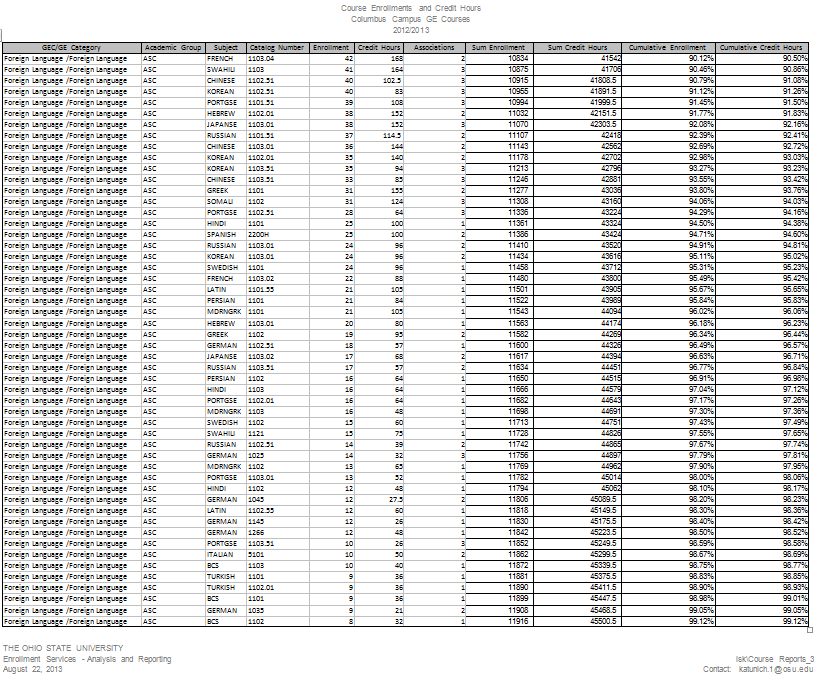 Course Enrollments and Credit Hours
Columbus Campus GE Courses
2012/2013
GEC/GE Category Academic Group Subject Catalog Number Enrollment Credit Hours Associations Sum Enrollment Sum Credit Hours Cumulative Enrollment Cumulative Credit Hours
Foreign Language /Foreign Language ASC FRENCH 1103.04 42 168 2 10834 41542 90.12% 90.50%
Foreign Language /Foreign Language ASC SWAHILI 1103 41 164 3 10875 41706 90.46% 90.86%
Foreign Language /Foreign Language ASC CHINESE 1102.51 40 102.5 3 10915 41808.5 90.79% 91.08%
Foreign Language /Foreign Language ASC KOREAN 1102.51 40 83 3 10955 41891.5 91.12% 91.26%
Foreign Language /Foreign Language ASC PORTGSE 1101.51 39 108 3 10994 41999.5 91.45% 91.50%
Foreign Language /Foreign Language ASC HEBREW 1102.01 38 152 2 11032 42151.5 91.77% 91.83%
Foreign Language /Foreign Language ASC JAPANSE 1103.01 38 152 3 11070 42303.5 92.08% 92.16%
Foreign Language /Foreign Language ASC RUSSIAN 1101.51 37 114.5 2 11107 42418 92.39% 92.41%
Foreign Language /Foreign Language ASC CHINESE 1103.01 36 144 2 11143 42562 92.69% 92.72%
Foreign Language /Foreign Language ASC KOREAN 1102.01 35 140 2 11178 42702 92.98% 93.03%
Foreign Language /Foreign Language ASC KOREAN 1103.51 35 94 3 11213 42796 93.27% 93.23%
Foreign Language /Foreign Language ASC CHINESE 1103.51 33 85 3 11246 42881 93.55% 93.42%
Foreign Language /Foreign Language ASC GREEK 1101 31 155 2 11277 43036 93.80% 93.76%
Foreign Language /Foreign Language ASC SOMALI 1102 31 124 3 11308 43160 94.06% 94.03%
Foreign Language /Foreign Language ASC PORTGSE 1102.51 28 64 3 11336 43224 94.29% 94.16%
Foreign Language /Foreign Language ASC HINDI 1101 25 100 1 11361 43324 94.50% 94.38%
Foreign Language /Foreign Language ASC SPANISH 2200H 25 100 2 11386 43424 94.71% 94.60%
Foreign Language /Foreign Language ASC RUSSIAN 1103.01 24 96 2 11410 43520 94.91% 94.81%
Foreign Language /Foreign Language ASC KOREAN 1103.01 24 96 2 11434 43616 95.11% 95.02%
Foreign Language /Foreign Language ASC SWEDISH 1101 24 96 1 11458 43712 95.31% 95.23%
Foreign Language /Foreign Language ASC FRENCH 1103.02 22 88 1 11480 43800 95.49% 95.42%
Foreign Language /Foreign Language ASC LATIN 1101.55 21 105 1 11501 43905 95.67% 95.65%
Foreign Language /Foreign Language ASC PERSIAN 1101 21 84 1 11522 43989 95.84% 95.83%
Foreign Language /Foreign Language ASC MDRNGRK 1101 21 105 1 11543 44094 96.02% 96.06%
Foreign Language /Foreign Language ASC HEBREW 1103.01 20 80 1 11563 44174 96.18% 96.23%
Foreign Language /Foreign Language ASC GREEK 1102 19 95 2 11582 44269 96.34% 96.44%
Foreign Language /Foreign Language ASC GERMAN 1102.51 18 57 1 11600 44326 96.49% 96.57%
Foreign Language /Foreign Language ASC JAPANSE 1103.02 17 68 2 11617 44394 96.63% 96.71%
Foreign Language /Foreign Language ASC RUSSIAN 1103.51 17 57 2 11634 44451 96.77% 96.84%
Foreign Language /Foreign Language ASC PERSIAN 1102 16 64 1 11650 44515 96.91% 96.98%
Foreign Language /Foreign Language ASC HINDI 1103 16 64 1 11666 44579 97.04% 97.12%
Foreign Language /Foreign Language ASC PORTGSE 1102.01 16 64 1 11682 44643 97.17% 97.26%
Foreign Language /Foreign Language ASC MDRNGRK 1103 16 48 1 11698 44691 97.30% 97.36%
Foreign Language /Foreign Language ASC SWEDISH 1102 15 60 1 11713 44751 97.43% 97.49%
Foreign Language /Foreign Language ASC SWAHILI 1121 15 75 1 11728 44826 97.55% 97.65%
Foreign Language /Foreign Language ASC RUSSIAN 1102.51 14 39 2 11742 44865 97.67% 97.74%
Foreign Language /Foreign Language ASC GERMAN 1025 14 32 3 11756 44897 97.79% 97.81%
Foreign Language /Foreign Language ASC MDRNGRK 1102 13 65 1 11769 44962 97.90% 97.95%
Foreign Language /Foreign Language ASC PORTGSE 1103.01 13 52 1 11782 45014 98.00% 98.06%
Foreign Language /Foreign Language ASC HINDI 1102 12 48 1 11794 45062 98.10% 98.17%
Foreign Language /Foreign Language ASC GERMAN 1045 12 27.5 2 11806 45089.5 98.20% 98.23%
Foreign Language /Foreign Language ASC LATIN 1102.55 12 60 1 11818 45149.5 98.30% 98.36%
Foreign Language /Foreign Language ASC GERMAN 1145 12 26 1 11830 45175.5 98.40% 98.42%
Foreign Language /Foreign Language ASC GERMAN 1266 12 48 1 11842 45223.5 98.50% 98.52%
Foreign Language /Foreign Language ASC PORTGSE 1103.51 10 26 3 11852 45249.5 98.59% 98.58%
Foreign Language /Foreign Language ASC ITALIAN 5101 10 50 2 11862 45299.5 98.67% 98.69%
Foreign Language /Foreign Language ASC BCS 1103 10 40 1 11872 45339.5 98.75% 98.77%
Foreign Language /Foreign Language ASC TURKISH 1101 9 36 1 11881 45375.5 98.83% 98.85%
Foreign Language /Foreign Language ASC TURKISH 1102.01 9 36 1 11890 45411.5 98.90% 98.93%
Foreign Language /Foreign Language ASC BCS 1101 9 36 1 11899 45447.5 98.98% 99.01%
Foreign Language /Foreign Language ASC GERMAN 1035 9 21 2 11908 45468.5 99.05% 99.05%
Foreign Language /Foreign Language ASC BCS 1102 8 32 1 11916 45500.5 99.12% 99.12%
THE OHIO STATE UNIVERSITY
Enrollment Services - Analysis and Reporting lsk\Course Reports_3
August 22, 2013 Contact: katunich.1@osu.edu